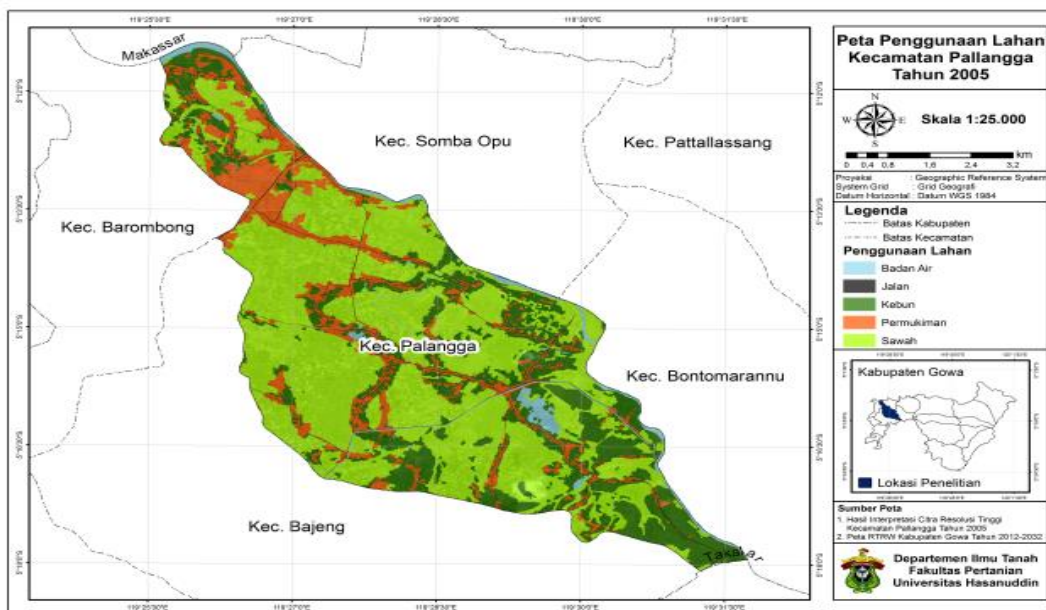 Peta Penggunaan Lahan
Kecamatan Pallangga
Tahun 2005
N
W E
S
Skala 1:25.000
km
0 0,4 0,8 1,6 2,4 3,2
Proyeksi : Geographic Reference System
System Grid : Grid Geografi
Datum Horizontal : Datum WGS 1984
Legenda
Batas Kabupaten
Batas Kecamatan
Penggunaan Lahan
Badan Air
Jalan
Kebun
Permukiman
Sawah
Kabupaten Gowa
Lokasi Penelitian
Sumber Peta
1. Hasil Interpretasi Citra Resolusi Tinggi
Kecamatan Pallangga Tahun 2005
2. Peta RTRW Kabupaten Gowa Tahun 2012-2032
Departemen Ilmu Tanah
Fakultas Pertanian
Universitas Hasanuddin
Makassar
Kec. Somba Opu
Kec. Pattallassang
Kec. Barombong
Kec. Palangga
Kec. Bontomarannu
Kec. Bajeng
Takalar